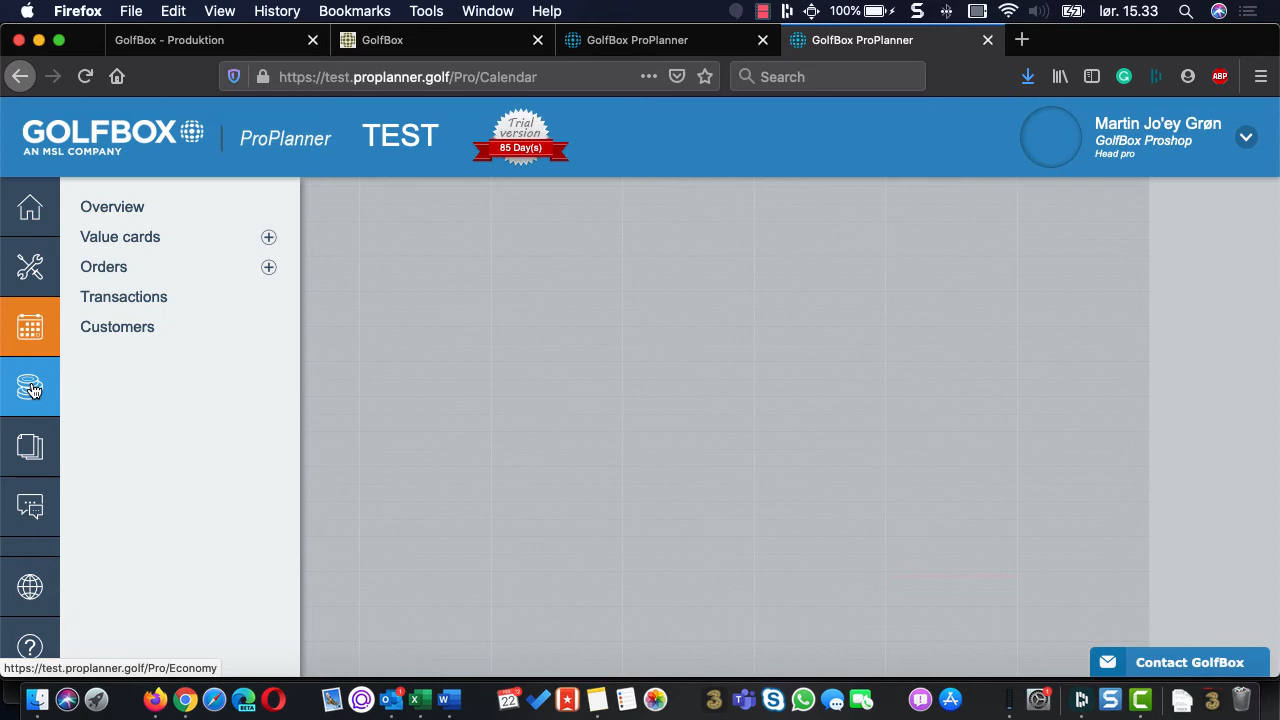 Firefox File Edit View History Bookmarks Tools Window Help 100% lør. 15.33
GolfBox - Produktion GolfBox GolfBox ProPlanner GolfBox ProPlanner
https://test.proplanner.golf/Pro/Calendar Search ABP
GOLFBOX
AN MSL COMPANY
ProPlanner
TEST
Trial
version
85 Day(s)
Martin Jo'ey Grøn
GolfBox Proshop
Head pro
Overview
Value cards
Orders
Transactions
Customers
https://test.proplanner.golf/Pro/Economy
Contact GolfBox